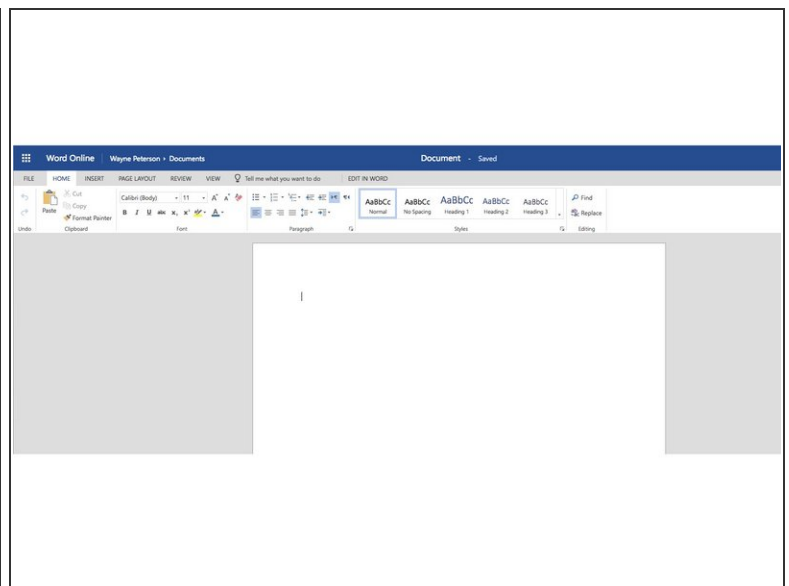 Word Online Wayne Peterson › Documents Document - Saved
FILE HOME INSERT PAGE LAYOUT REVIEW VIEW Tell me what you want to do EDIT IN WORD
Cut
Copy
Format Painter
Paste
Calibri (Body) 11
B I U abc
AaBbCc AaBbCc AaBbCc AaBbCc AaBbCc
Normal No Spacing Heading 1 Heading 2 Heading 3
Find
Replace
Undo Clipboard Font Paragraph Styles Editing